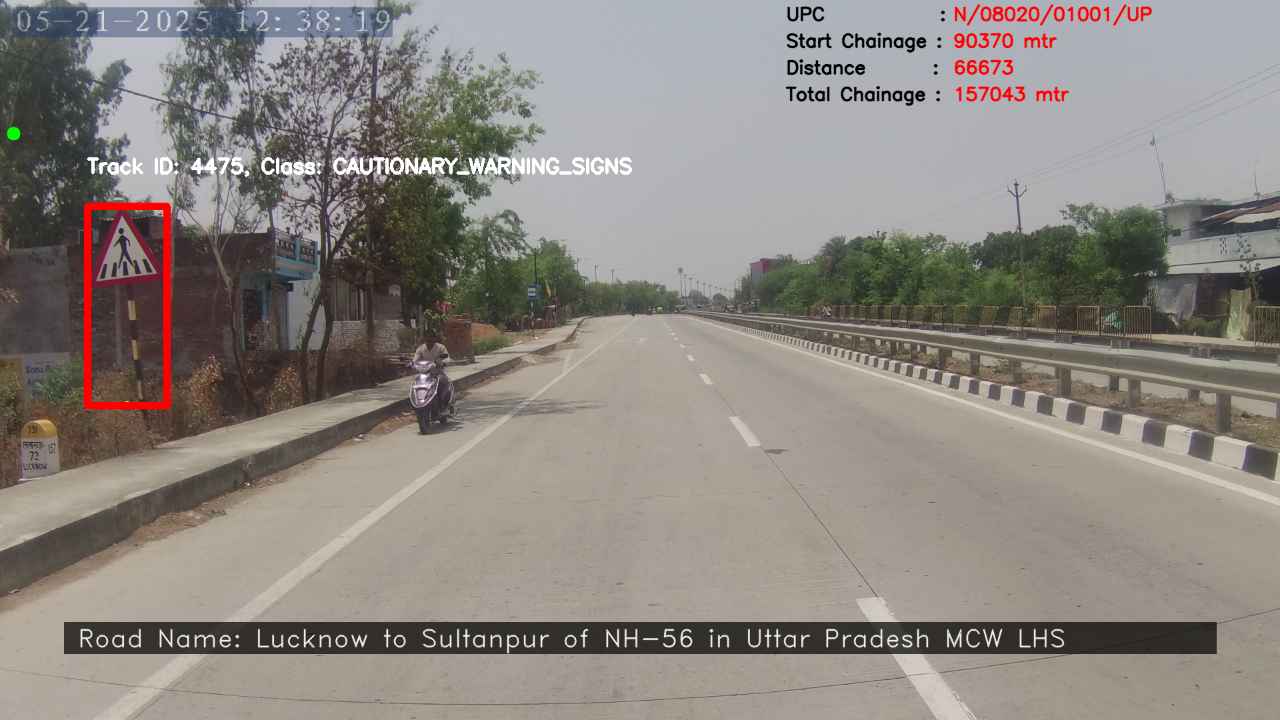 05-21-2025 12:38:19
UPC : N/08020/01001/UP
Start Chainage : 90370 mtr
Distance : 66673
Total Chainage : 157043 mtr
Track ID: 4475, Class: CAUTIONARY_WARNING_SIGNS
72
LUCKNOW
157
Road Name: Lucknow to Sultanpur of NH-56 in Uttar Pradesh MCW LHS